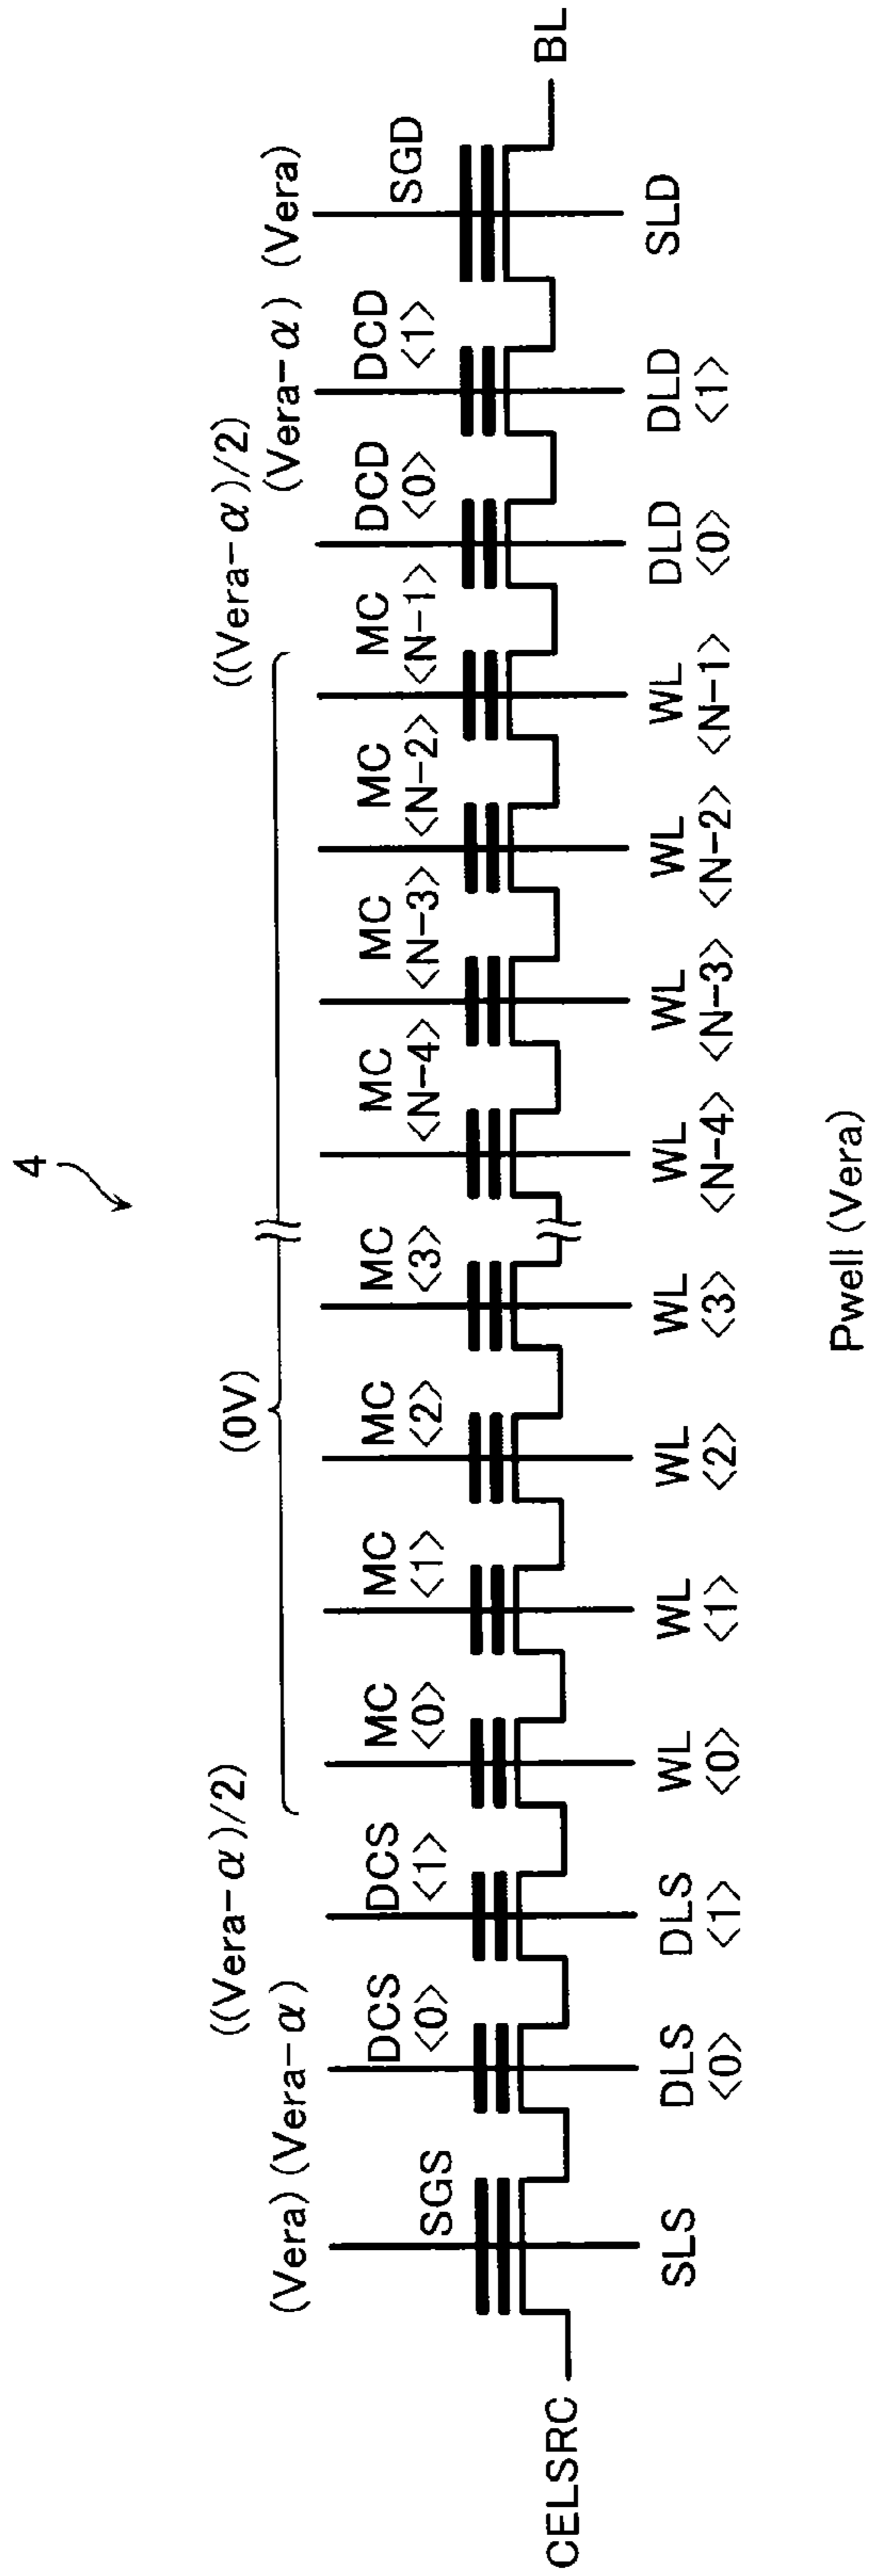 4
((Vera-α)/2)
(0V)
((Vera-α)/2)
(Vera)
(Vera-α)
(Vera-α)
(Vera)
SGS
DCS
<0>
DCS
<1>
MC
<0>
MC
<1>
MC
<2>
MC
<3>
MC
<N-4>
MC
<N-3>
MC
<N-2>
MC
<N-1>
DCD
<0>
DCD
<1>
SGD
CELSRC
BL
SLS
DLS
<0>
DLS
<1>
WL
<0>
WL
<1>
WL
<2>
WL
<3>
WL
<N-4>
WL
<N-3>
WL
<N-2>
WL
<N-1>
DLD
<0>
DLD
<1>
SLD
Pwell (Vera)